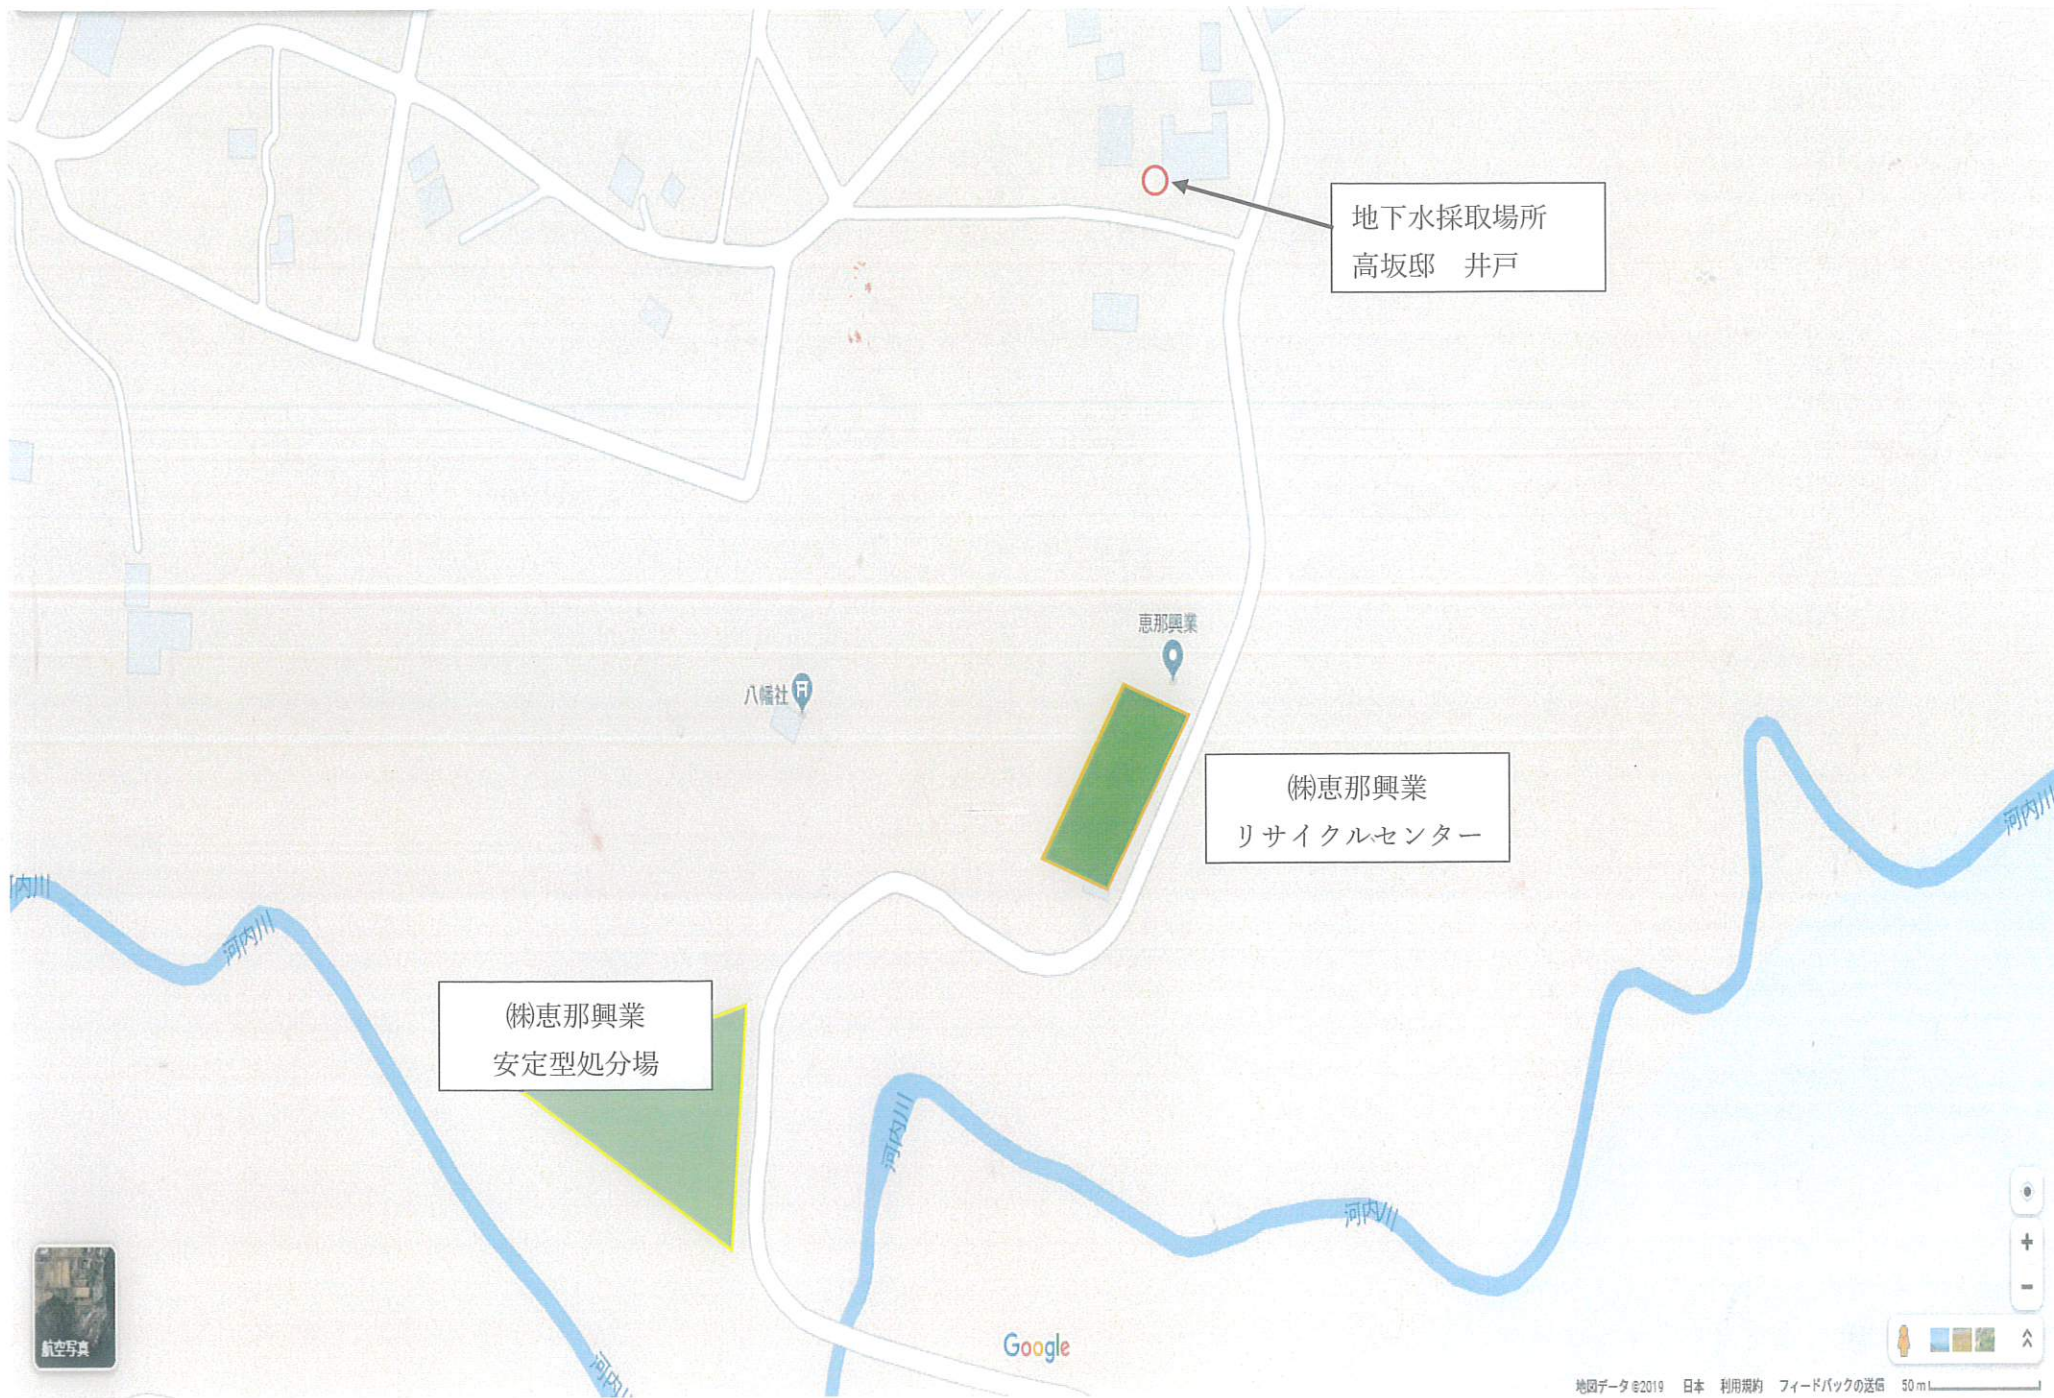 地下水採取場所
高坂邸 井戸
恵那興業
八幡社
㈱恵那興業
リサイクルセンター
河内川
河内川
河内川
㈱恵那興業
安定型処分場
河内川
河内川
河内川
航空写真
Google
地図データ ©2019 日本 利用規約 フィードバックの送信 50 m